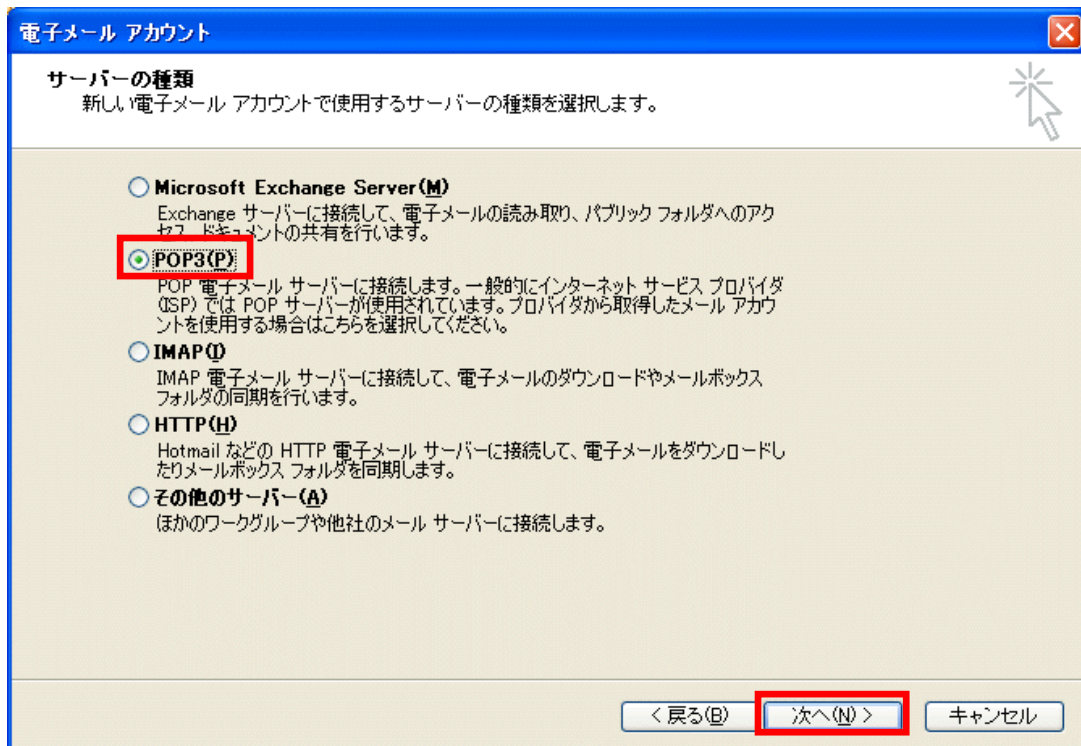 電子メール アカウント
サーバーの種類
新しい電子メール アカウントで使用するサーバーの種類を選択します。
Microsoft Exchange Server(M)
Exchange サーバーに接続して、電子メールの読み取り、パブリック フォルダへのアク
セス、ドキュメントの共有を行います。
POP3(P)
POP 電子メール サーバーに接続します。一般的にインターネット サービス プロバイダ
(ISP) では POP サーバーが使用されています。プロバイダから取得したメール アカウ
ントを使用する場合はこちらを選択してください。
IMAP(I)
IMAP 電子メール サーバーに接続して、電子メールのダウンロードやメールボックス
フォルダの同期を行います。
HTTP(H)
Hotmail などの HTTP 電子メール サーバーに接続して、電子メールをダウンロードし
たりメールボックス フォルダを同期します。
その他のサーバー(A)
ほかのワークグループや他社のメール サーバーに接続します。
< 戻る(B) 次へ(N) > キャンセル